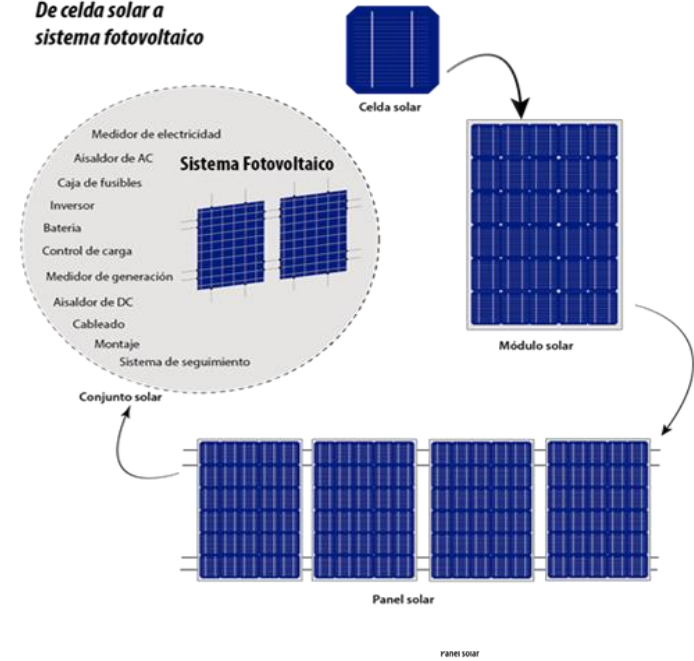 De celda solar a
sistema fotovoltaico
Celda solar
Medidor de electricidad
Aisaldor de AC
Sistema Fotovoltaico
Caja de fusibles
Inversor
Bateria
Control de carga
Medidor de generación
Aisaldor de DC
Cableado
Montaje
Sistema de seguimiento
Módulo solar
Conjunto solar
Panel solar
Panel solar